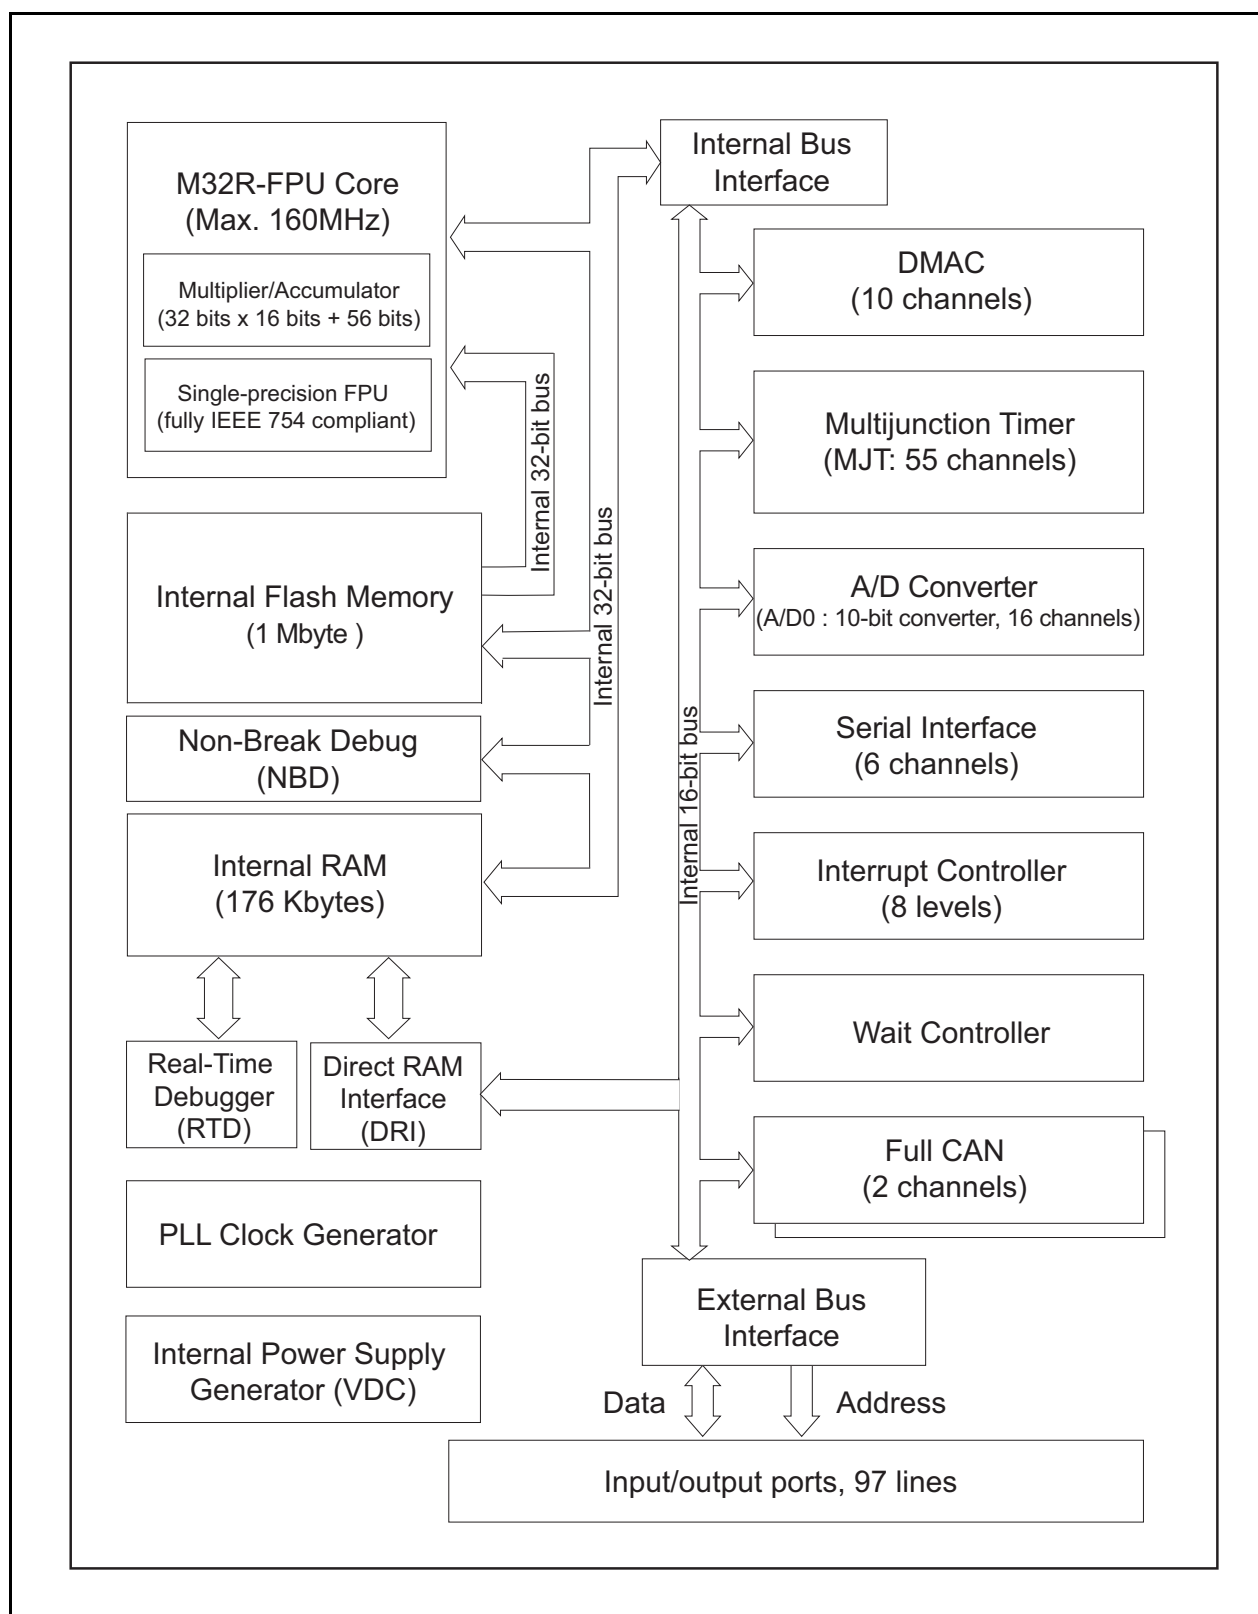 M32R-FPU Core
(Max. 160MHz)
Multiplier/Accumulator
(32 bits x 16 bits + 56 bits)
Single-precision FPU
(fully IEEE 754 compliant)
Internal 32-bit bus
Internal Flash Memory
(1 Mbyte )
Internal 32-bit bus
Non-Break Debug
(NBD)
Internal RAM
(176 Kbytes)
Real-Time
Debugger
(RTD)
Direct RAM
Interface
(DRI)
PLL Clock Generator
Internal Power Supply
Generator (VDC)
Internal Bus
Interface
Internal 16-bit bus
DMAC
(10 channels)
Multijunction Timer
(MJT: 55 channels)
A/D Converter
(A/D0 : 10-bit converter, 16 channels)
Serial Interface
(6 channels)
Interrupt Controller
(8 levels)
Wait Controller
Full CAN
(2 channels)
External Bus
Interface
Data
Address
Input/output ports, 97 lines